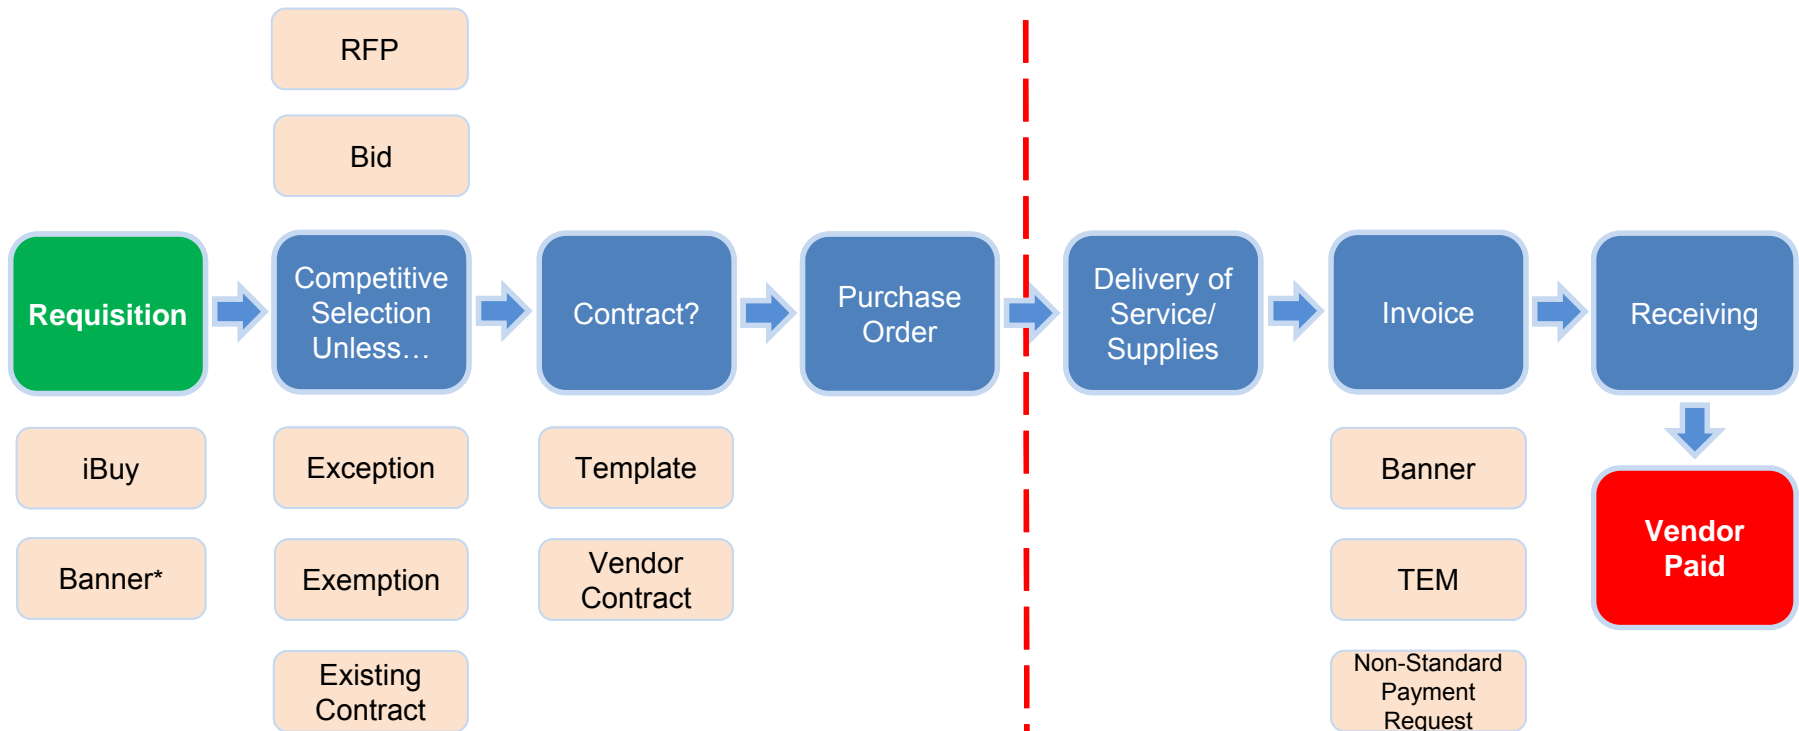 RFP
Bid
Requisition
Competitive
Selection
Unless…
Contract?
Purchase
Order
Delivery of
Service/
Supplies
Invoice
Receiving
iBuy
Banner*
Exception
Exemption
Existing
Contract
Template
Vendor
Contract
Banner
TEM
Non-Standard
Payment
Request
Vendor
Paid